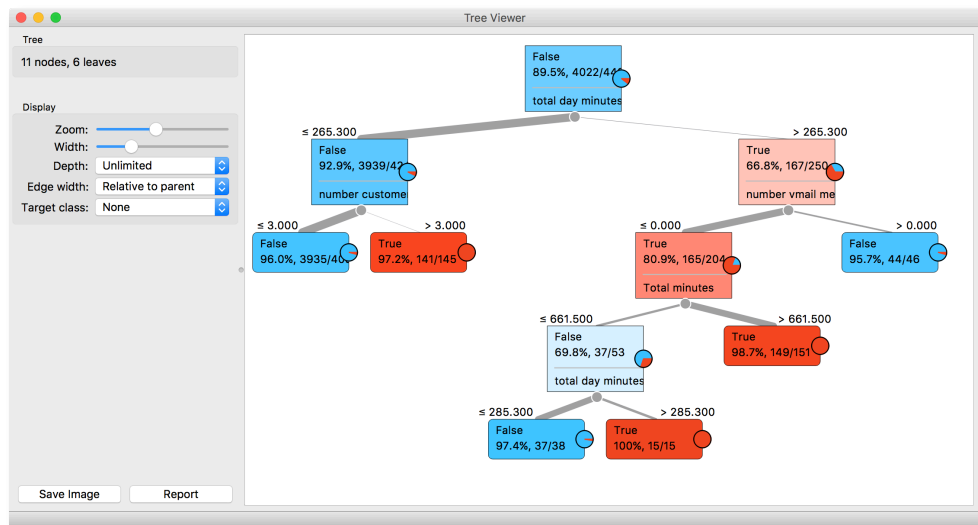 Tree Viewer
Tree
11 nodes, 6 leaves
Display
Zoom:
Width:
Depth: Unlimited
Edge width: Relative to parent
Target class: None
Save Image
Report
False
89.5%, 4022/44
total day minutes
≤ 265.300
> 265.300
False
92.9%, 3939/42
number custome
True
66.8%, 167/250
number vmail me
≤ 3.000
> 3.000
≤ 0.000
> 0.000
False
96.0%, 3935/40
True
97.2%, 141/145
True
80.9%, 165/204
Total minutes
False
95.7%, 44/46
≤ 661.500
> 661.500
False
69.8%, 37/53
total day minutes
True
98.7%, 149/151
≤ 285.300
> 285.300
False
97.4%, 37/38
True
100%, 15/15